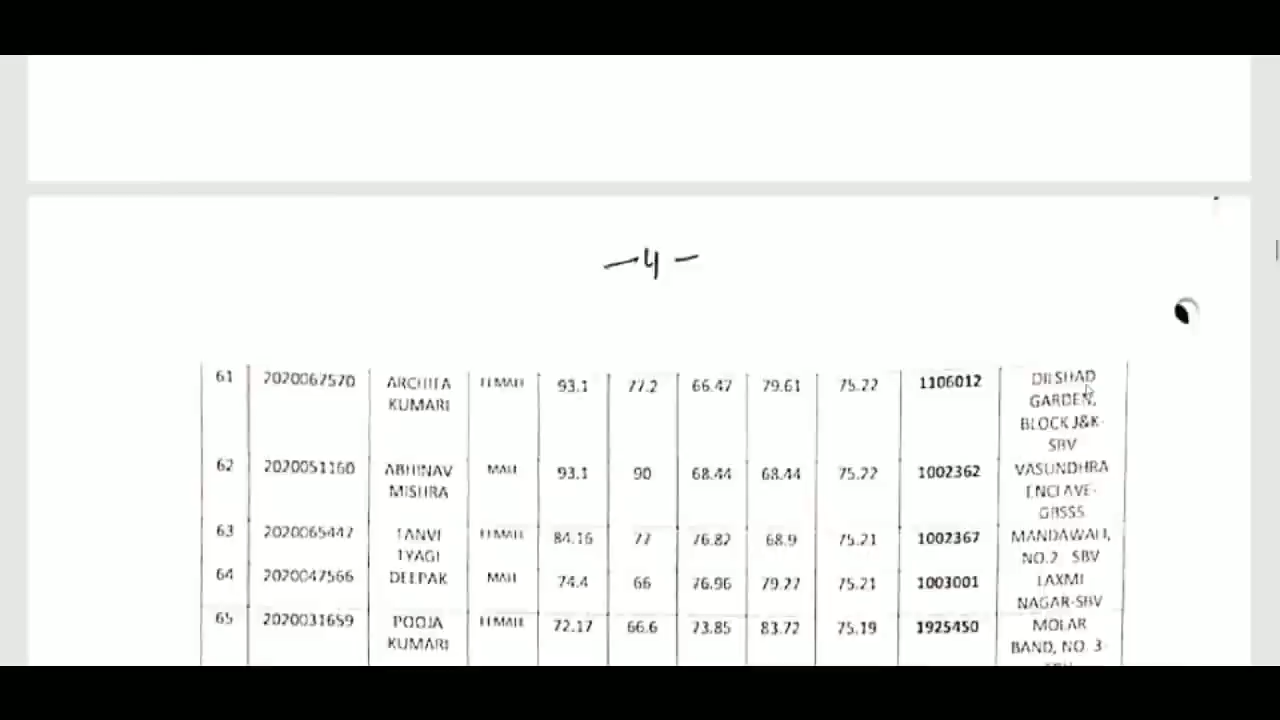 -4-
61 2020067570 ARCHITA KUMARI FEMALE 93.1 77.2 66.47 79.61 75.22 1106012 DILSHAD GARDEN, BLOCK J&K-SBV
62 2020051160 ABHINAV MISHRA MALE 93.1 90 68.44 68.44 75.22 1002362 VASUNDHRA ENCLAVE-GBSSS
63 2020065447 TANVI TYAGI FEMALE 84.16 77 76.82 68.9 75.21 1002367 MANDAWALI, NO.2 SBV
64 2020047566 DEEPAK MALE 74.4 66 76.96 79.27 75.21 1003001 LAXMI NAGAR-SBV
65 2020031659 POOJA KUMARI FEMALE 72.17 66.6 73.85 83.72 75.19 1925450 MOLAR BAND, NO. 3-